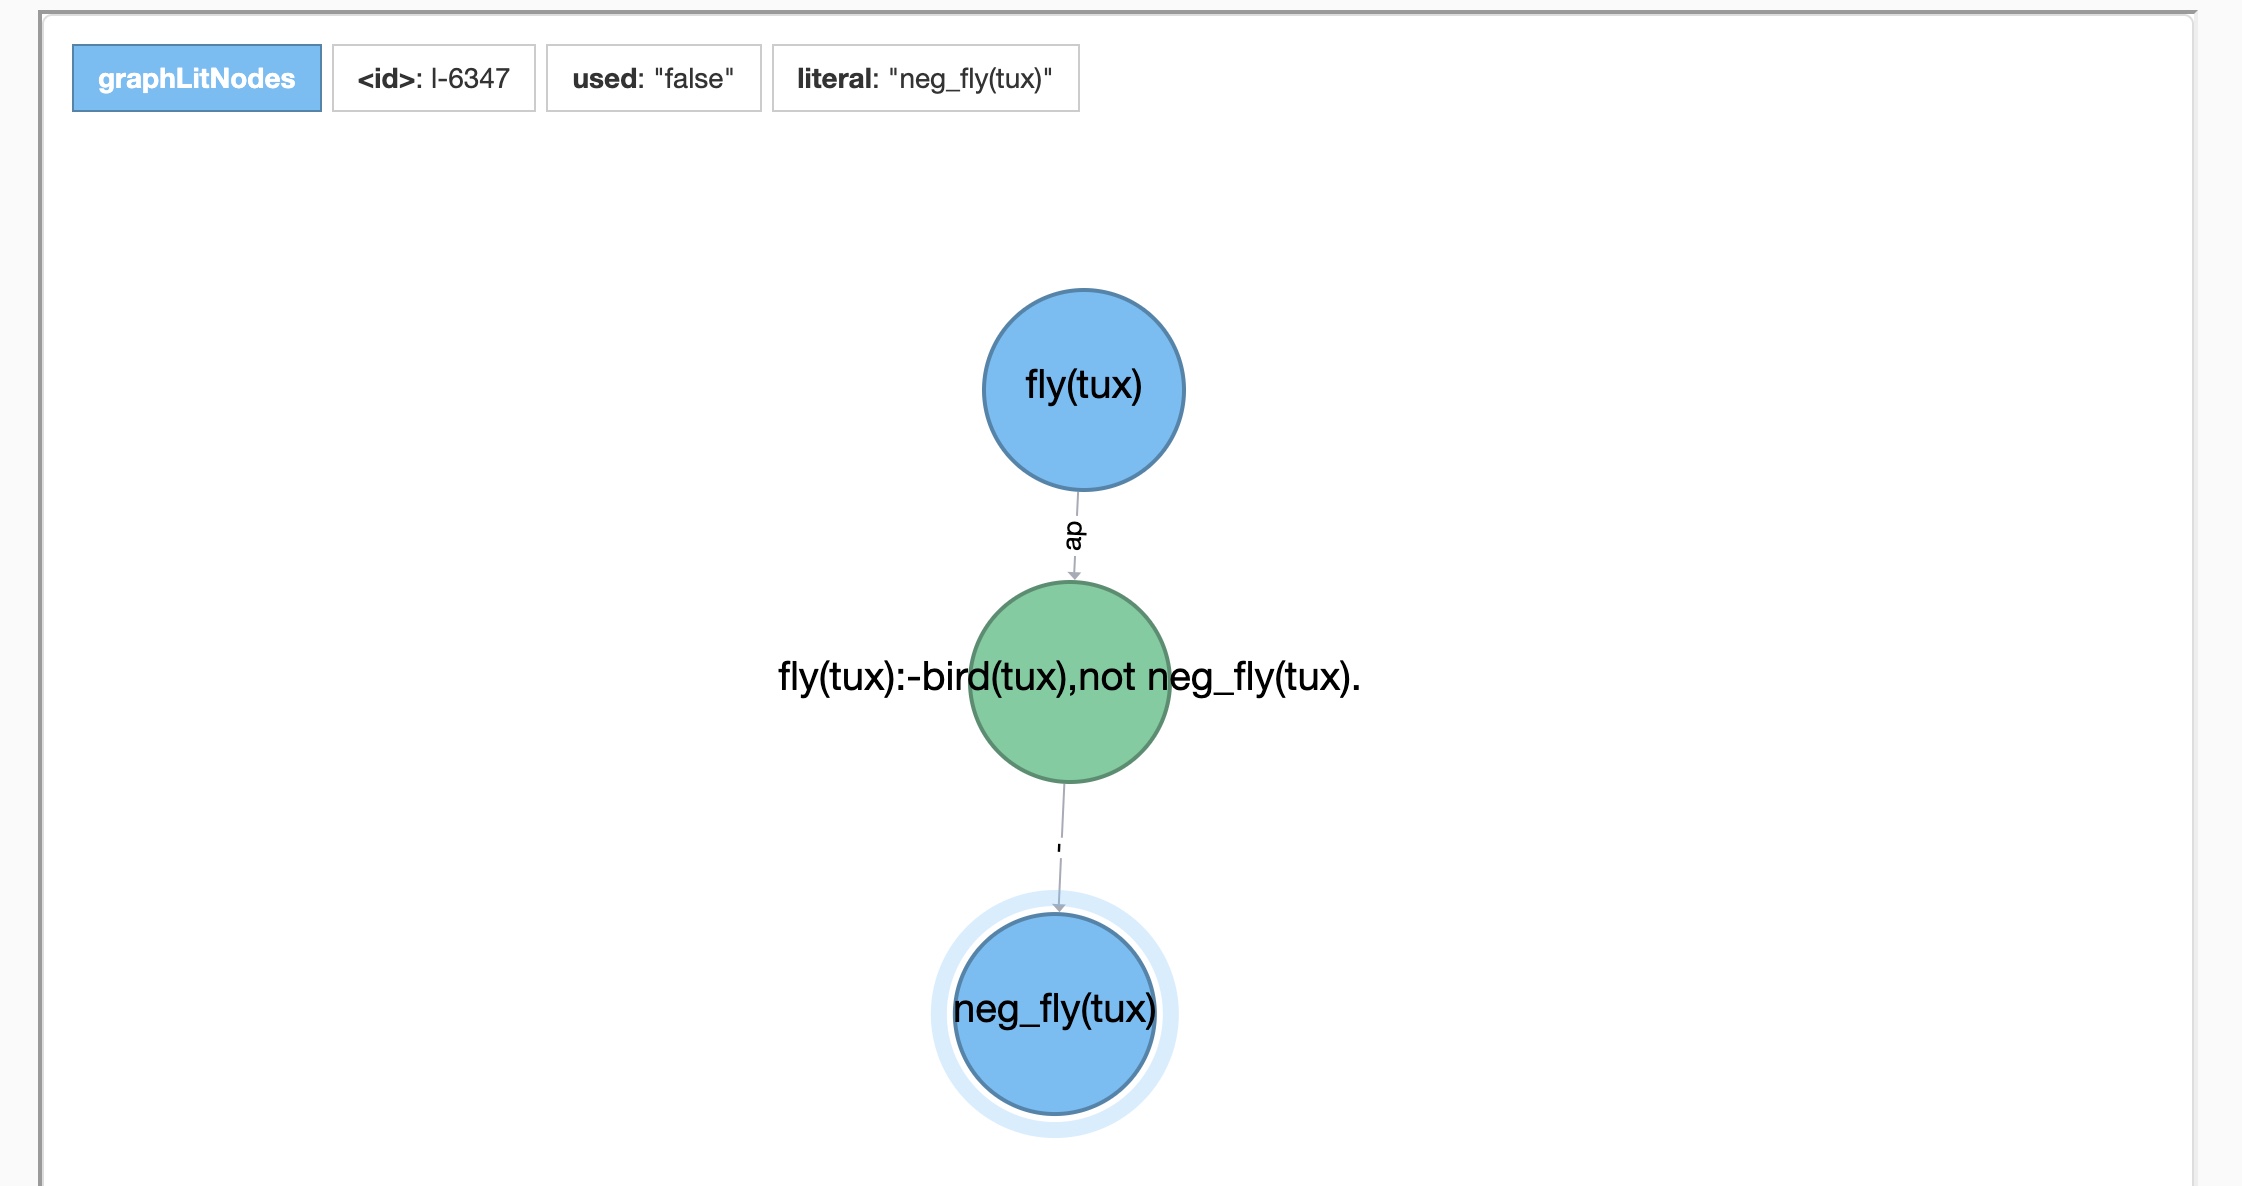 graphLitNodes <id>: l-6347 used: "false" literal: "neg_fly(tux)"
fly(tux)
ap
fly(tux):-bird(tux),not neg_fly(tux).
-
neg_fly(tux)